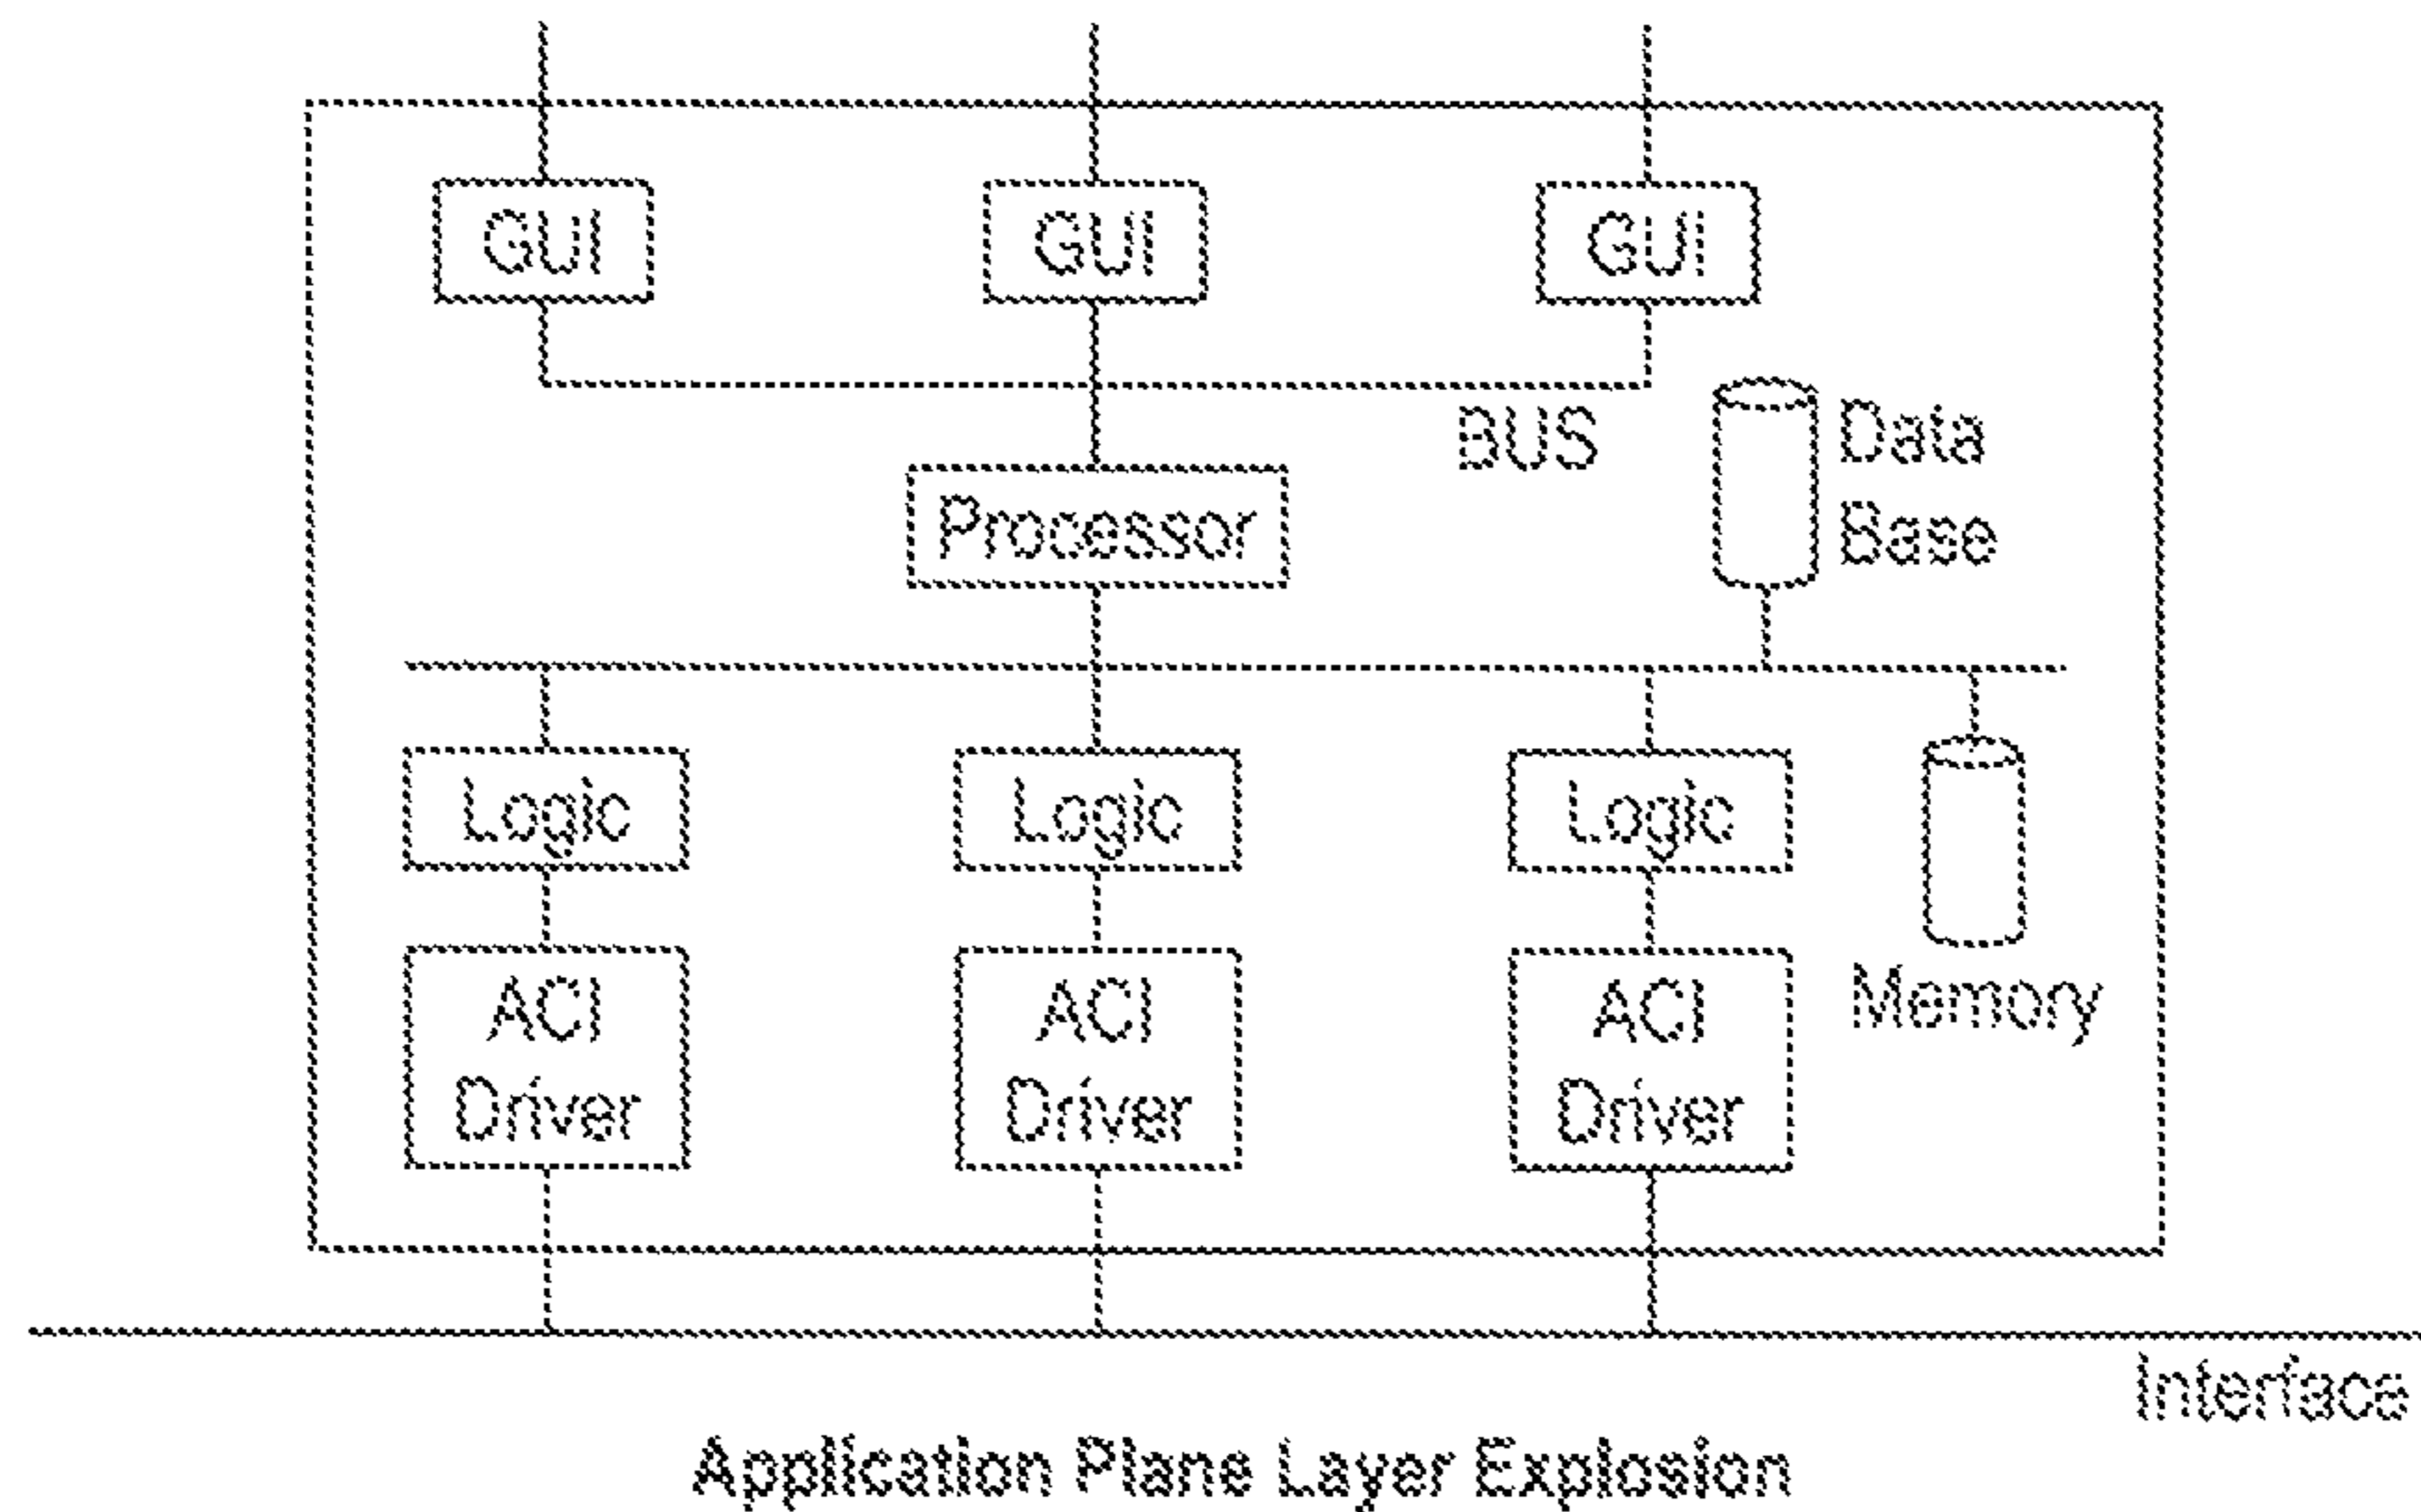 GUI
GUI
GUI
BUS
Data
Base
Processor
Logic
Logic
Logic
ACI
Driver
ACI
Driver
ACI
Driver
Memory
Interface
Application Plane Layer Explosion